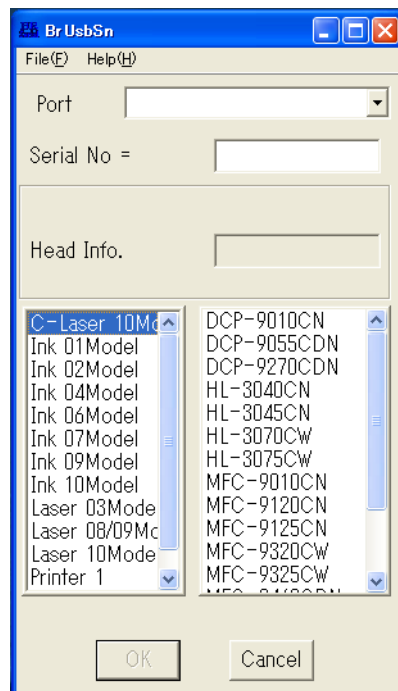 BrUsbSn
File(F) Help(H)
Port
Serial No =
Head Info.
C-Laser 10Mo
Ink 01Model
Ink 02Model
Ink 04Model
Ink 06Model
Ink 07Model
Ink 09Model
Ink 10Model
Laser 03Mode
Laser 08/09Mc
Laser 10Mode
Printer 1
DCP-9010CN
DCP-9055CDN
DCP-9270CDN
HL-3040CN
HL-3045CN
HL-3070CW
HL-3075CW
MFC-9010CN
MFC-9120CN
MFC-9125CN
MFC-9320CW
MFC-9325CW
OK Cancel